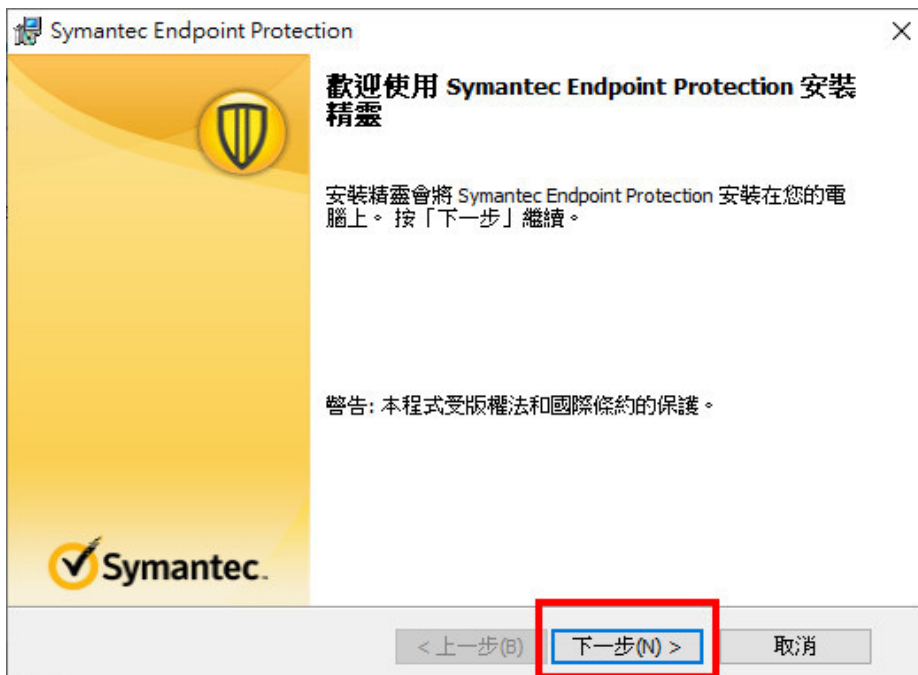 Symantec Endpoint Protection
歡迎使用 Symantec Endpoint Protection 安裝
精靈
安裝精靈會將 Symantec Endpoint Protection 安裝在您的電
腦上。 按「下一步」繼續。
警告: 本程式受版權法和國際條約的保護。
Symantec.
< 上一步(B)
下一步(N) >
取消